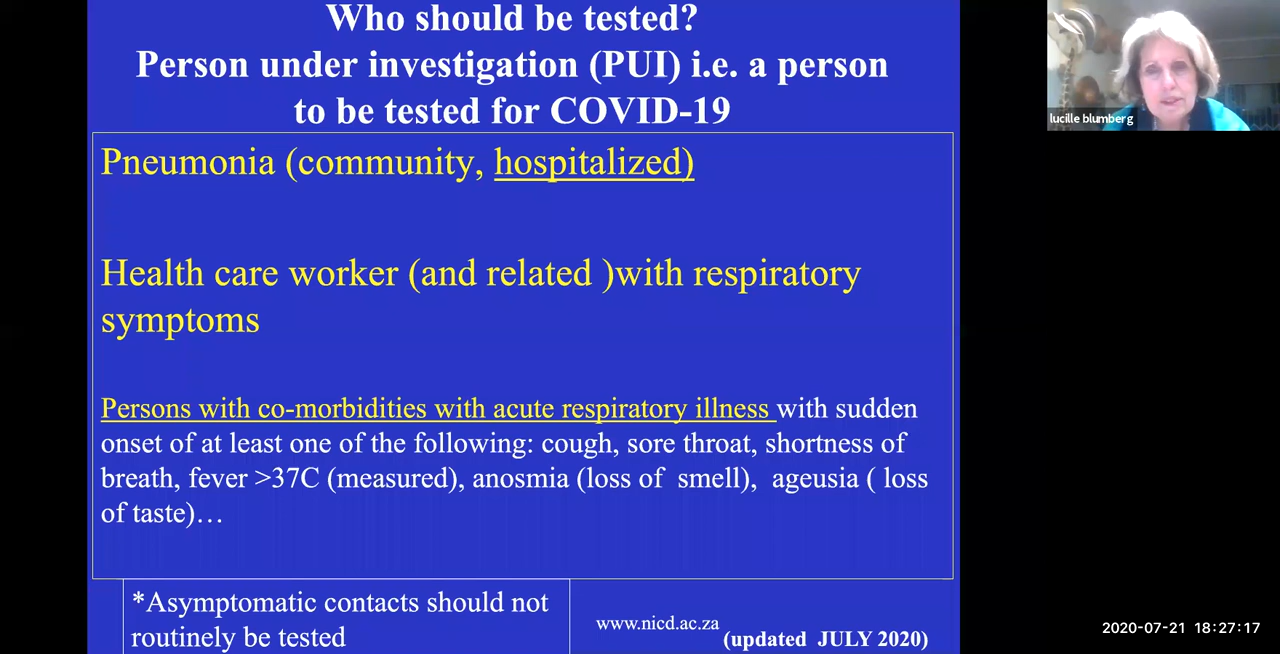 Who should be tested?
Person under investigation (PUI) i.e. a person
to be tested for COVID-19
lucille blumberg
Pneumonia (community, hospitalized)
Health care worker (and related )with respiratory
symptoms
Persons with co-morbidities with acute respiratory illness with sudden
onset of at least one of the following: cough, sore throat, shortness of
breath, fever >37C (measured), anosmia (loss of smell), ageusia ( loss
of taste)…
*Asymptomatic contacts should not
routinely be tested
www.nicd.ac.za
(updated JULY 2020)
2020-07-21 18:27:17